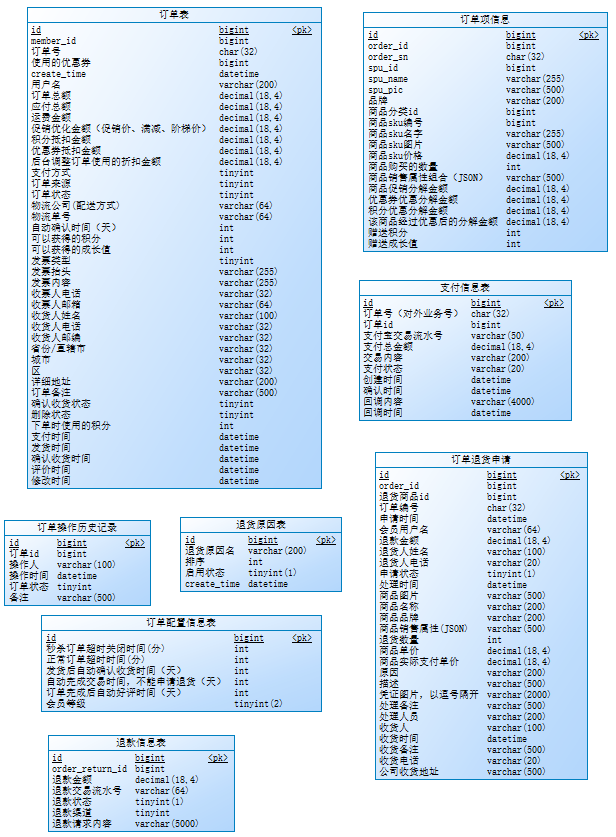 订单表
id bigint <pk>
member_id bigint
订单号 char(32)
使用的优惠券 bigint
create_time datetime
用户名 varchar(200)
订单总额 decimal(18,4)
应付总额 decimal(18,4)
运费金额 decimal(18,4)
促销优化金额（促销价、满减、阶梯价） decimal(18,4)
积分抵扣金额 decimal(18,4)
优惠券抵扣金额 decimal(18,4)
后台调整订单使用的折扣金额 decimal(18,4)
支付方式 tinyint
订单来源 tinyint
订单状态 tinyint
物流公司(配送方式) varchar(64)
物流单号 varchar(64)
自动确认时间（天） int
可以获得的积分 int
可以获得的成长值 int
发票类型 tinyint
发票抬头 varchar(255)
发票内容 varchar(255)
收票人电话 varchar(32)
收票人邮箱 varchar(64)
收货人姓名 varchar(100)
收货人电话 varchar(32)
收货人邮编 varchar(32)
省份/直辖市 varchar(32)
城市 varchar(32)
区 varchar(32)
详细地址 varchar(200)
订单备注 varchar(500)
确认收货状态 tinyint
删除状态 tinyint
下单时使用的积分 int
支付时间 datetime
发货时间 datetime
确认收货时间 datetime
评价时间 datetime
修改时间 datetime
订单项信息
id bigint <pk>
order_id bigint
order_sn char(32)
spu_id bigint
spu_name varchar(255)
spu_pic varchar(500)
品牌 varchar(200)
商品分类id bigint
商品sku编号 bigint
商品sku名字 varchar(255)
商品sku图片 varchar(500)
商品sku价格 decimal(18,4)
商品购买的数量 int
商品销售属性组合（JSON） varchar(500)
商品促销分解金额 decimal(18,4)
优惠券优惠分解金额 decimal(18,4)
积分优惠分解金额 decimal(18,4)
该商品经过优惠后的分解金额 decimal(18,4)
赠送积分 int
赠送成长值 int
支付信息表
id bigint <pk>
订单号（对外业务号） char(32)
订单id bigint
支付宝交易流水号 varchar(50)
支付总金额 decimal(18,4)
交易内容 varchar(200)
支付状态 varchar(20)
创建时间 datetime
确认时间 datetime
回调内容 varchar(4000)
回调时间 datetime
订单退货申请
id bigint <pk>
order_id bigint
退货商品id bigint
订单编号 char(32)
申请时间 datetime
会员用户名 varchar(64)
退款金额 decimal(18,4)
退货人姓名 varchar(100)
退货人电话 varchar(20)
申请状态 tinyint(1)
处理时间 datetime
商品图片 varchar(500)
商品名称 varchar(200)
商品品牌 varchar(200)
商品销售属性(JSON) varchar(500)
退货数量 int
商品单价 decimal(18,4)
商品实际支付单价 decimal(18,4)
原因 varchar(200)
描述 varchar(500)
凭证图片，以逗号隔开 varchar(2000)
处理备注 varchar(500)
处理人员 varchar(200)
收货人 varchar(100)
收货时间 datetime
收货备注 varchar(500)
收货电话 varchar(20)
公司收货地址 varchar(500)
订单操作历史记录
id bigint <pk>
订单id bigint
操作人 varchar(100)
操作时间 datetime
订单状态 tinyint
备注 varchar(500)
退货原因表
id bigint <pk>
退货原因名 varchar(200)
排序 int
启用状态 tinyint(1)
create_time datetime
订单配置信息表
id bigint <pk>
秒杀订单超时关闭时间(分) int
正常订单超时时间(分) int
发货后自动确认收货时间（天） int
自动完成交易时间，不能申请退货（天） int
订单完成后自动好评时间（天） int
会员等级 tinyint(2)
退款信息表
id bigint <pk>
order_return_id bigint
退款金额 decimal(18,4)
退款交易流水号 varchar(64)
退款状态 tinyint(1)
退款渠道 tinyint
退款请求内容 varchar(5000)